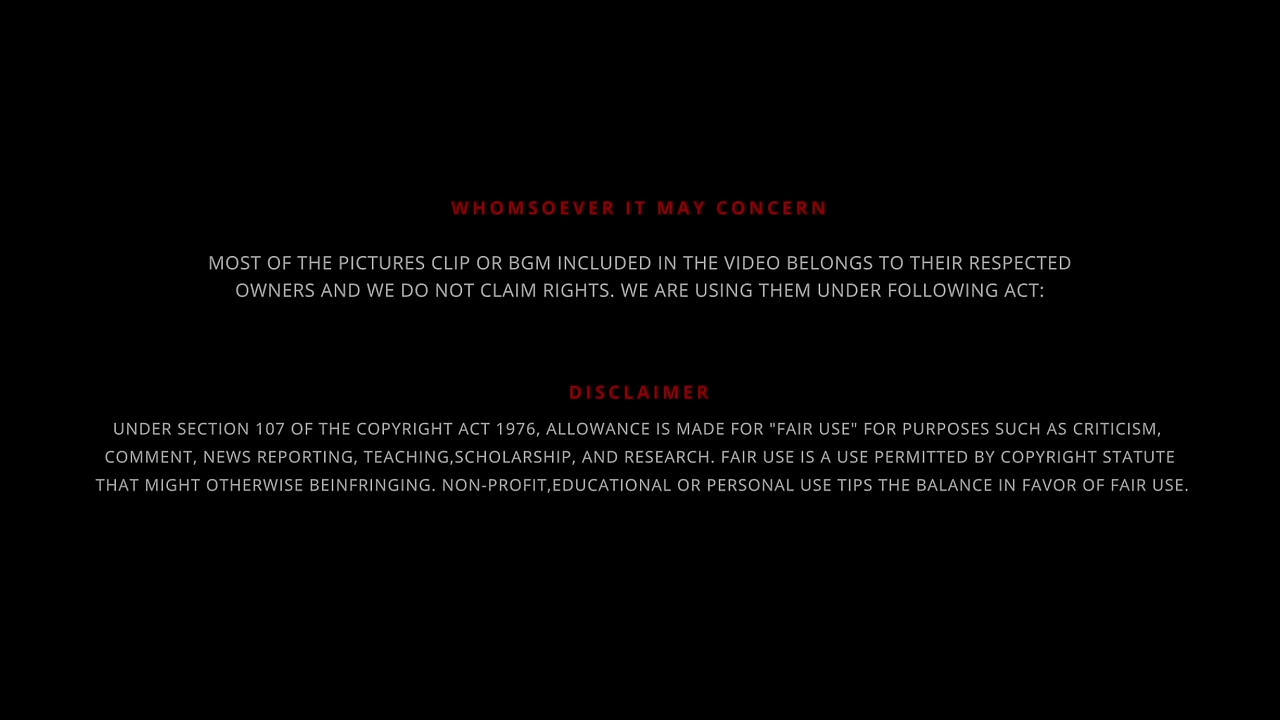 WHOMSOEVER IT MAY CONCERN
MOST OF THE PICTURES CLIP OR BGM INCLUDED IN THE VIDEO BELONGS TO THEIR RESPECTED
OWNERS AND WE DO NOT CLAIM RIGHTS. WE ARE USING THEM UNDER FOLLOWING ACT:
DISCLAIMER
UNDER SECTION 107 OF THE COPYRIGHT ACT 1976, ALLOWANCE IS MADE FOR "FAIR USE" FOR PURPOSES SUCH AS CRITICISM,
COMMENT, NEWS REPORTING, TEACHING,SCHOLARSHIP, AND RESEARCH. FAIR USE IS A USE PERMITTED BY COPYRIGHT STATUTE
THAT MIGHT OTHERWISE BEINFRINGING. NON-PROFIT,EDUCATIONAL OR PERSONAL USE TIPS THE BALANCE IN FAVOR OF FAIR USE.